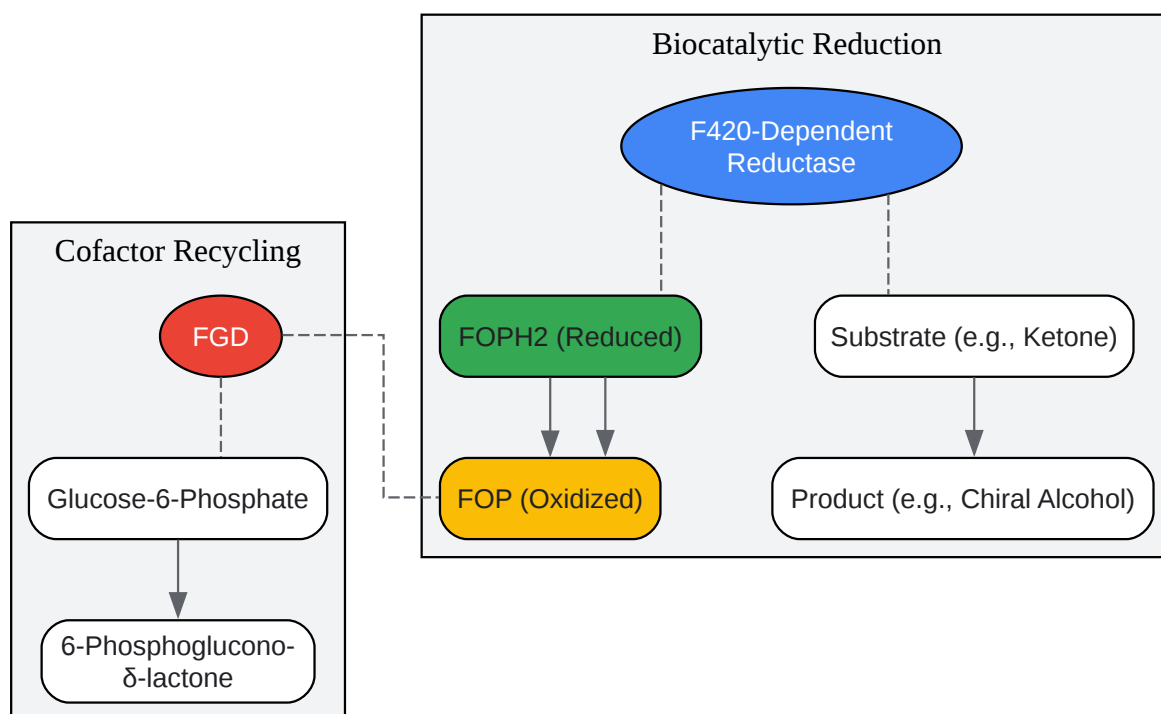 Biocatalytic Reduction
F420-Dependent
Reductase
Cofactor Recycling
FGD
FOPH2 (Reduced)
Substrate (e.g., Ketone)
Glucose-6-Phosphate
FOP (Oxidized)
Product (e.g., Chiral Alcohol)
6-Phosphoglucono-
δ-lactone